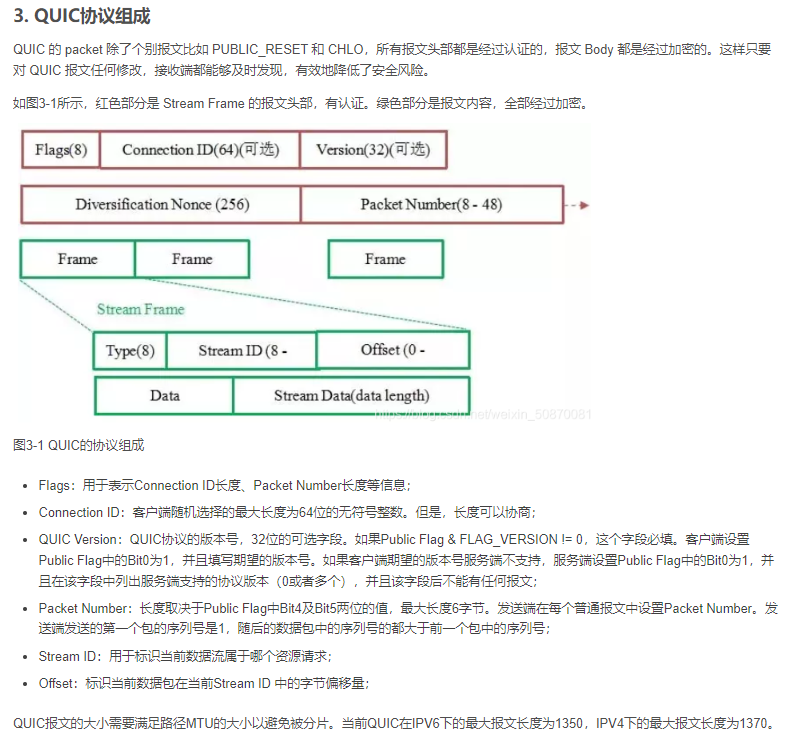 3. QUIC协议组成
QUIC 的 packet 除了个别报文比如 PUBLIC_RESET 和 CHLO，所有报文头部都是经过认证的，报文 Body 都是经过加密的。这样只要
对 QUIC 报文任何修改，接收端都能够及时发现，有效地降低了安全风险。
如图3-1所示，红色部分是 Stream Frame 的报文头部，有认证。绿色部分是报文内容，全部经过加密。
Flags(8) Connection ID(64)(可选) Version(32)(可选)
Diversification Nonce (256) Packet Number(8 - 48)
Frame Frame Frame
Stream Frame
Type(8) Stream ID (8 - Offset (0 -
Data Stream Data(data length)
https://blog.csdn.net/weixin_50870081
图3-1 QUIC的协议组成
• Flags：用于表示Connection ID长度、Packet Number长度等信息；
• Connection ID：客户端随机选择的最大长度为64位的无符号整数。但是，长度可以协商；
• QUIC Version：QUIC协议的版本号，32位的可选字段。如果Public Flag & FLAG_VERSION != 0，这个字段必填。客户端设置
Public Flag中的Bit0为1，并且填写期望的版本号。如果客户端期望的版本号服务端不支持，服务端设置Public Flag中的Bit0为1，并
且在该字段中列出服务端支持的协议版本（0或者多个），并且该字段后不能有任何报文；
• Packet Number：长度取决于Public Flag中Bit4及Bit5两位的值，最大长度6字节。发送端在每个普通报文中设置Packet Number。发
送端发送的第一个包的序列号是1，随后的数据包中的序列号的都大于前一个包中的序列号；
• Stream ID：用于标识当前数据流属于哪个资源请求；
• Offset：标识当前数据包在当前Stream ID 中的字节偏移量；
QUIC报文的大小需要满足路径MTU的大小以避免被分片。当前QUIC在IPV6下的最大报文长度为1350，IPV4下的最大报文长度为1370。